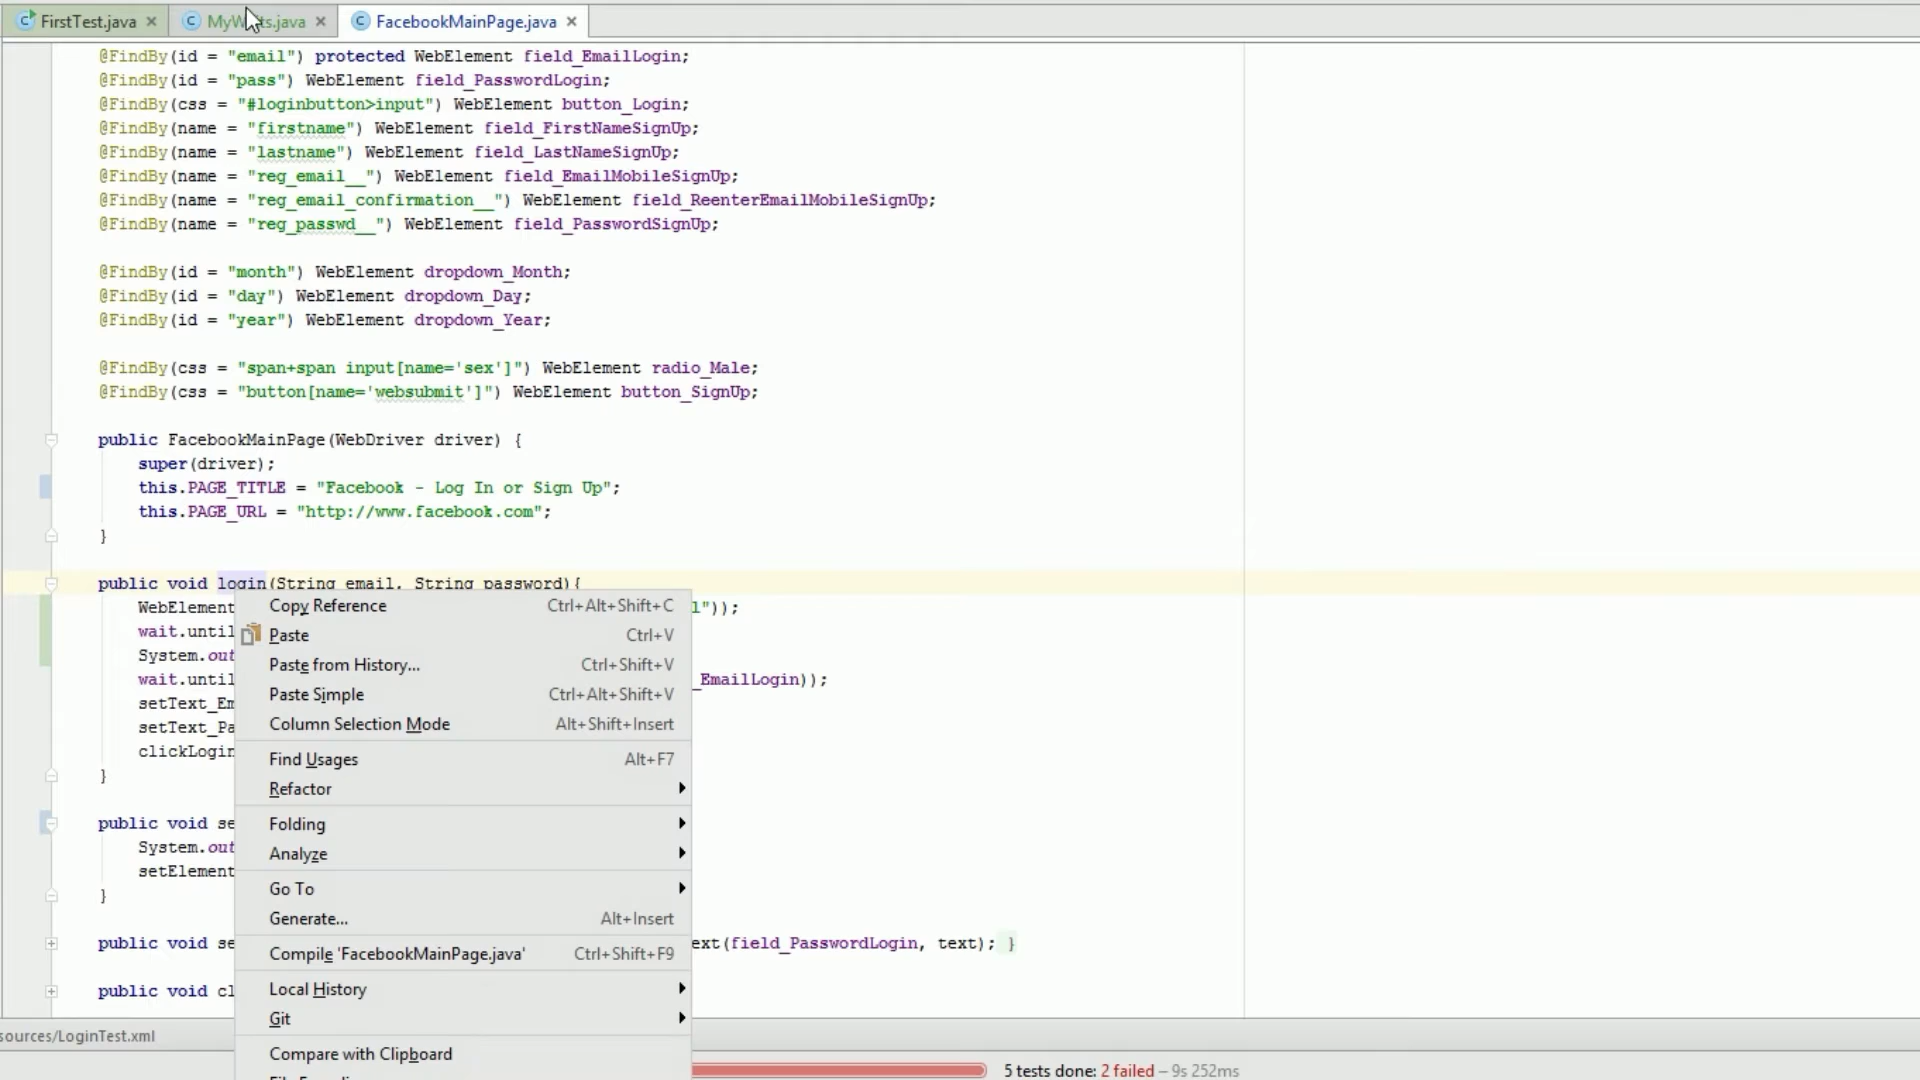 FirstTest.java MyWaits.java FacebookMainPage.java
@FindBy(id = "email") protected WebElement field_EmailLogin;
@FindBy(id = "pass") WebElement field_PasswordLogin;
@FindBy(css = "#loginbutton>input") WebElement button_Login;
@FindBy(name = "firstname") WebElement field_FirstNameSignUp;
@FindBy(name = "lastname") WebElement field_LastNameSignUp;
@FindBy(name = "reg_email__") WebElement field_EmailMobileSignUp;
@FindBy(name = "reg_email_confirmation__") WebElement field_ReenterEmailMobileSignUp;
@FindBy(name = "reg_passwd__") WebElement field_PasswordSignUp;
@FindBy(id = "month") WebElement dropdown_Month;
@FindBy(id = "day") WebElement dropdown_Day;
@FindBy(id = "year") WebElement dropdown_Year;
@FindBy(css = "span+span input[name='sex']") WebElement radio_Male;
@FindBy(css = "button[name='websubmit']") WebElement button_SignUp;
public FacebookMainPage(WebDriver driver) {
super(driver);
this.PAGE_TITLE = "Facebook - Log In or Sign Up";
this.PAGE_URL = "http://www.facebook.com";
}
public void login(String email, String password){
WebElement l"));
wait.until
System.out
wait.until _EmailLogin));
setText_Em
setText_Pa
clickLogin
}
public void se
System.out
setElement
}
public void se ext(field_PasswordLogin, text); }
public void cl
Copy Reference Ctrl+Alt+Shift+C
Paste Ctrl+V
Paste from History... Ctrl+Shift+V
Paste Simple Ctrl+Alt+Shift+V
Column Selection Mode Alt+Shift+Insert
Find Usages Alt+F7
Refactor
Folding
Analyze
Go To
Generate... Alt+Insert
Compile 'FacebookMainPage.java' Ctrl+Shift+F9
Local History
Git
Compare with Clipboard
sources/LoginTest.xml
5 tests done: 2 failed – 9s 252ms